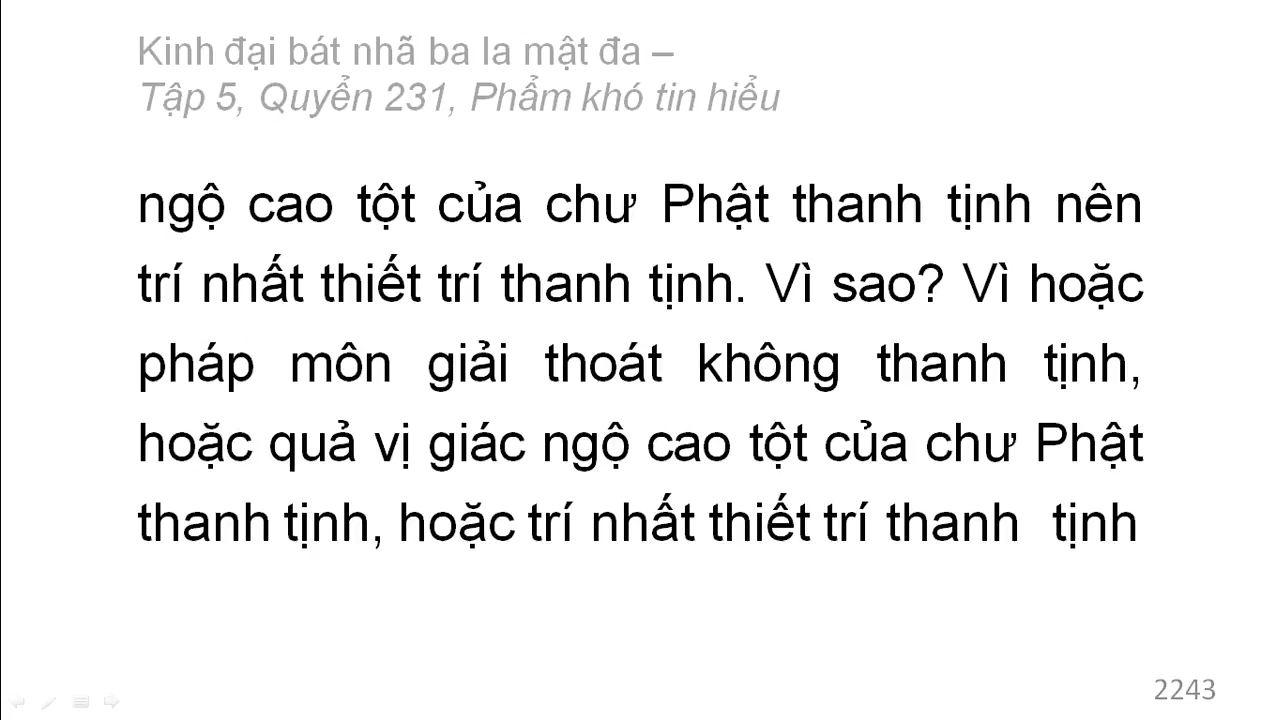 Kinh đại bát nhã ba la mật đa –
Tập 5, Quyển 231, Phẩm khó tin hiểu
ngộ cao tột của chư Phật thanh tịnh nên
trí nhất thiết trí thanh tịnh. Vì sao? Vì hoặc
pháp môn giải thoát không thanh tịnh,
hoặc quả vị giác ngộ cao tột của chư Phật
thanh tịnh, hoặc trí nhất thiết trí thanh tịnh
2243